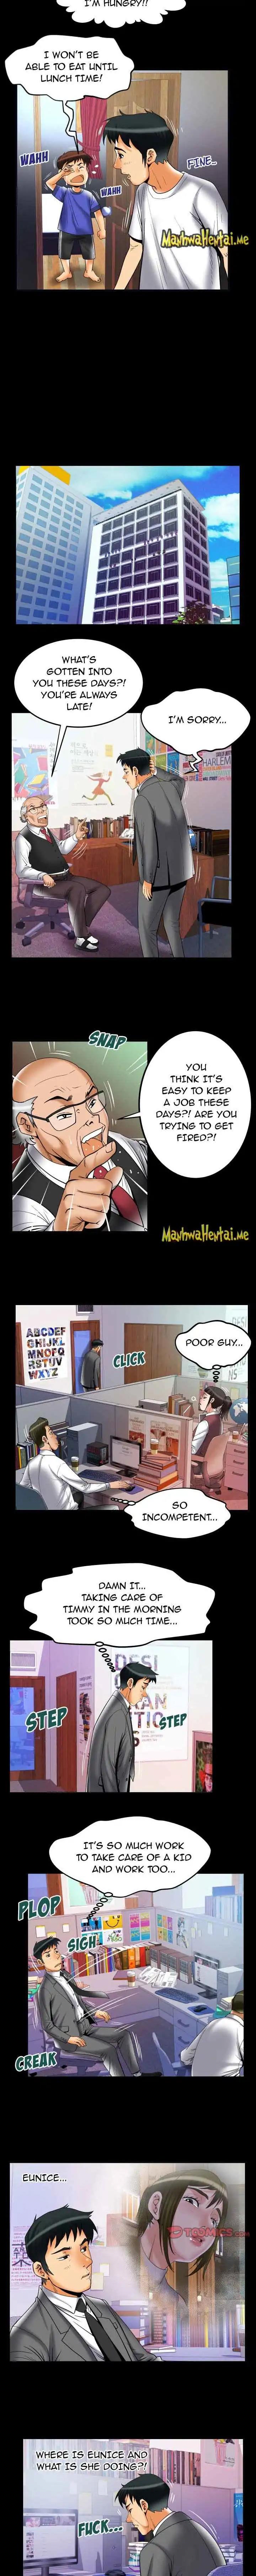 I'M HUNGRY!!
I WON'T BE
ABLE TO EAT UNTIL
LUNCH TIME!
WAHH
WAHH
FINE..
ManhwaHentai.me
WHAT'S
GOTTEN INTO
YOU THESE DAYS?!
YOU'RE ALWAYS
LATE!
I'M SORRY...
HARLEM
SNAP
YOU
THINK IT'S
EASY TO KEEP
A JOB THESE
DAYS?! ARE YOU
TRYING TO GET
FIRED?!
ManhwaHentai.me
ABCDEF
GHIJKL
MNOPQ
RSTUV
WXYZ
CLICK
POOR GUY...
SO
INCOMPETENT...
DAMN IT...
TAKING CARE OF
TIMMY IN THE MORNING
TOOK SO MUCH TIME...
STEP
STEP
IT'S SO MUCH WORK
TO TAKE CARE OF A KID
AND WORK TOO...
PLOP
SIGH
CREAK
EUNICE...
WHERE IS EUNICE AND
WHAT IS SHE DOING?!
FUCK...